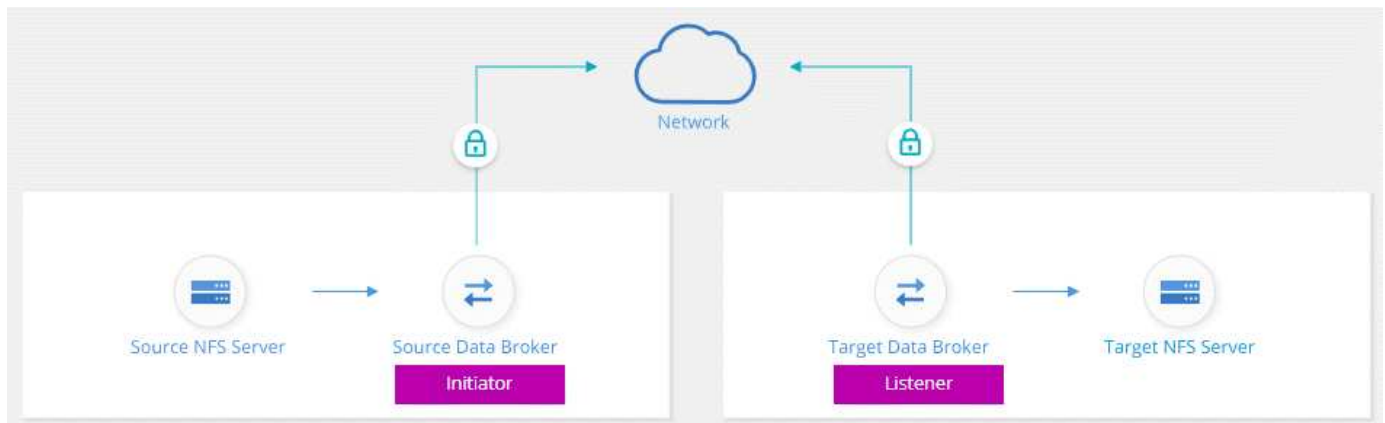 Network
Source NFS Server
Source Data Broker
Target Data Broker
Target NFS Server
Initiator
Listener